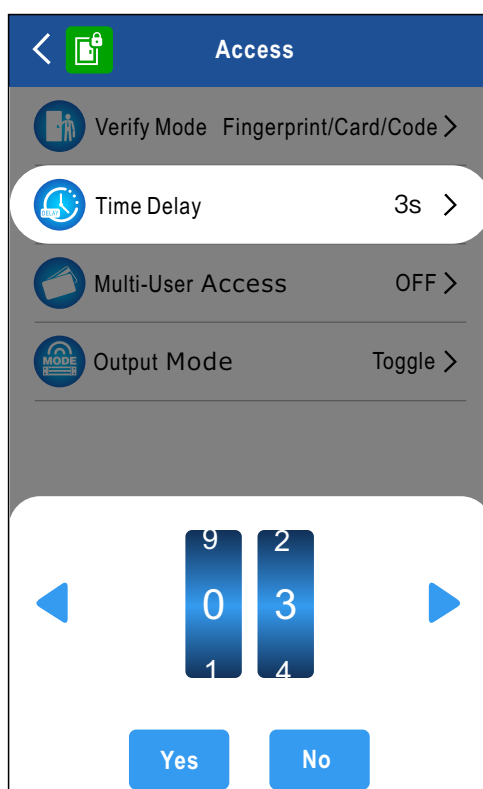 Access
Verify Mode Fingerprint/Card/Code
DELAY Time Delay 3s
Multi-User Access OFF
MODE Output Mode Toggle
9 2
0 3
1 4
Yes No